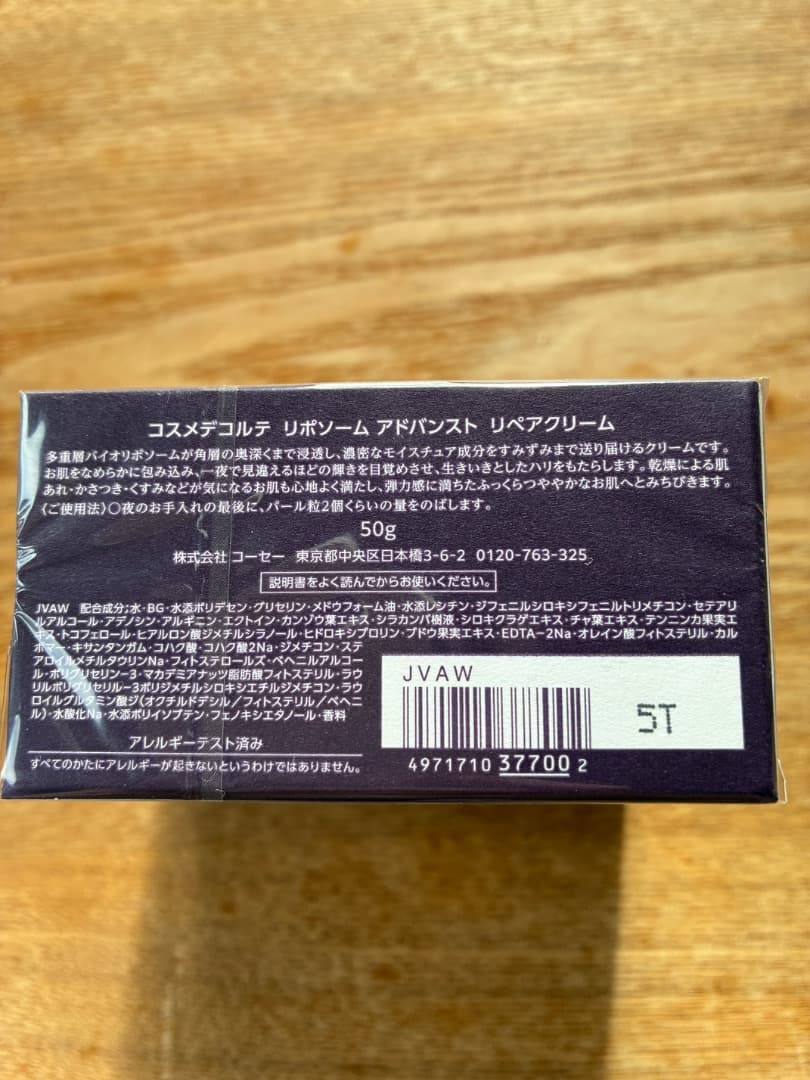 コスメデコルテ リポソーム アドバンスト リペアクリーム
多重層バイオリポソームが角層の奥深くまで浸透し、濃密なモイスチュア成分をすみずみまで送り届けるクリームです。
お肌をなめらかに包み込み、一夜で見違えるほどの輝きを目覚めさせ、生きいきとしたハリをもたらします。乾燥による肌
あれ・かさつき・くすみなどが気になるお肌も心地よく満たし、弾力感に満ちたふっくらつややかなお肌へとみちびきます。
〈ご使用法〉○夜のお手入れの最後に、パール粒2個くらいの量をのばします。
50g
株式会社 コーセー 東京都中央区日本橋3-6-2 0120-763-325
説明書をよく読んでからお使いください。
JVAW 配合成分;水・BG・水添ポリデセン・グリセリン・メドウフォーム油・水添レシチン・ジフェニルシロキシフェニルトリメチコン・セテアリ
ルアルコール・アデノシン・アルギニン・エクトイン・カンゾウ葉エキス・シラカンバ樹液・シロキクラゲエキス・チャ葉エキス・テンニンカ果実エ
キス・トコフェロール・ヒアルロン酸ジメチルシラノール・ヒドロキシプロリン・ブドウ果実エキス・EDTA-2Na・オレイン酸フィトステリル・カル
ボマー・キサンタンガム・コハク酸・コハク酸2Na・ジメチコン・ステ
アロイルメチルタウリンNa・フィトステロールズ・ベヘニルアルコー
ル・ポリグリセリン-3・マカデミアナッツ脂肪酸フィトステリル・ラウ
リルポリグリセリル-3ポリジメチルシロキシエチルジメチコン・ラウ
ロイルグルタミン酸ジ(オクチルドデシル/フィトステリル/ベヘニ
ル)・水酸化Na・水添ポリイソブテン・フェノキシエタノール・香料
アレルギーテスト済み
すべてのかたにアレルギーが起きないというわけではありません。
JVAW
5T
4971710 37700 2